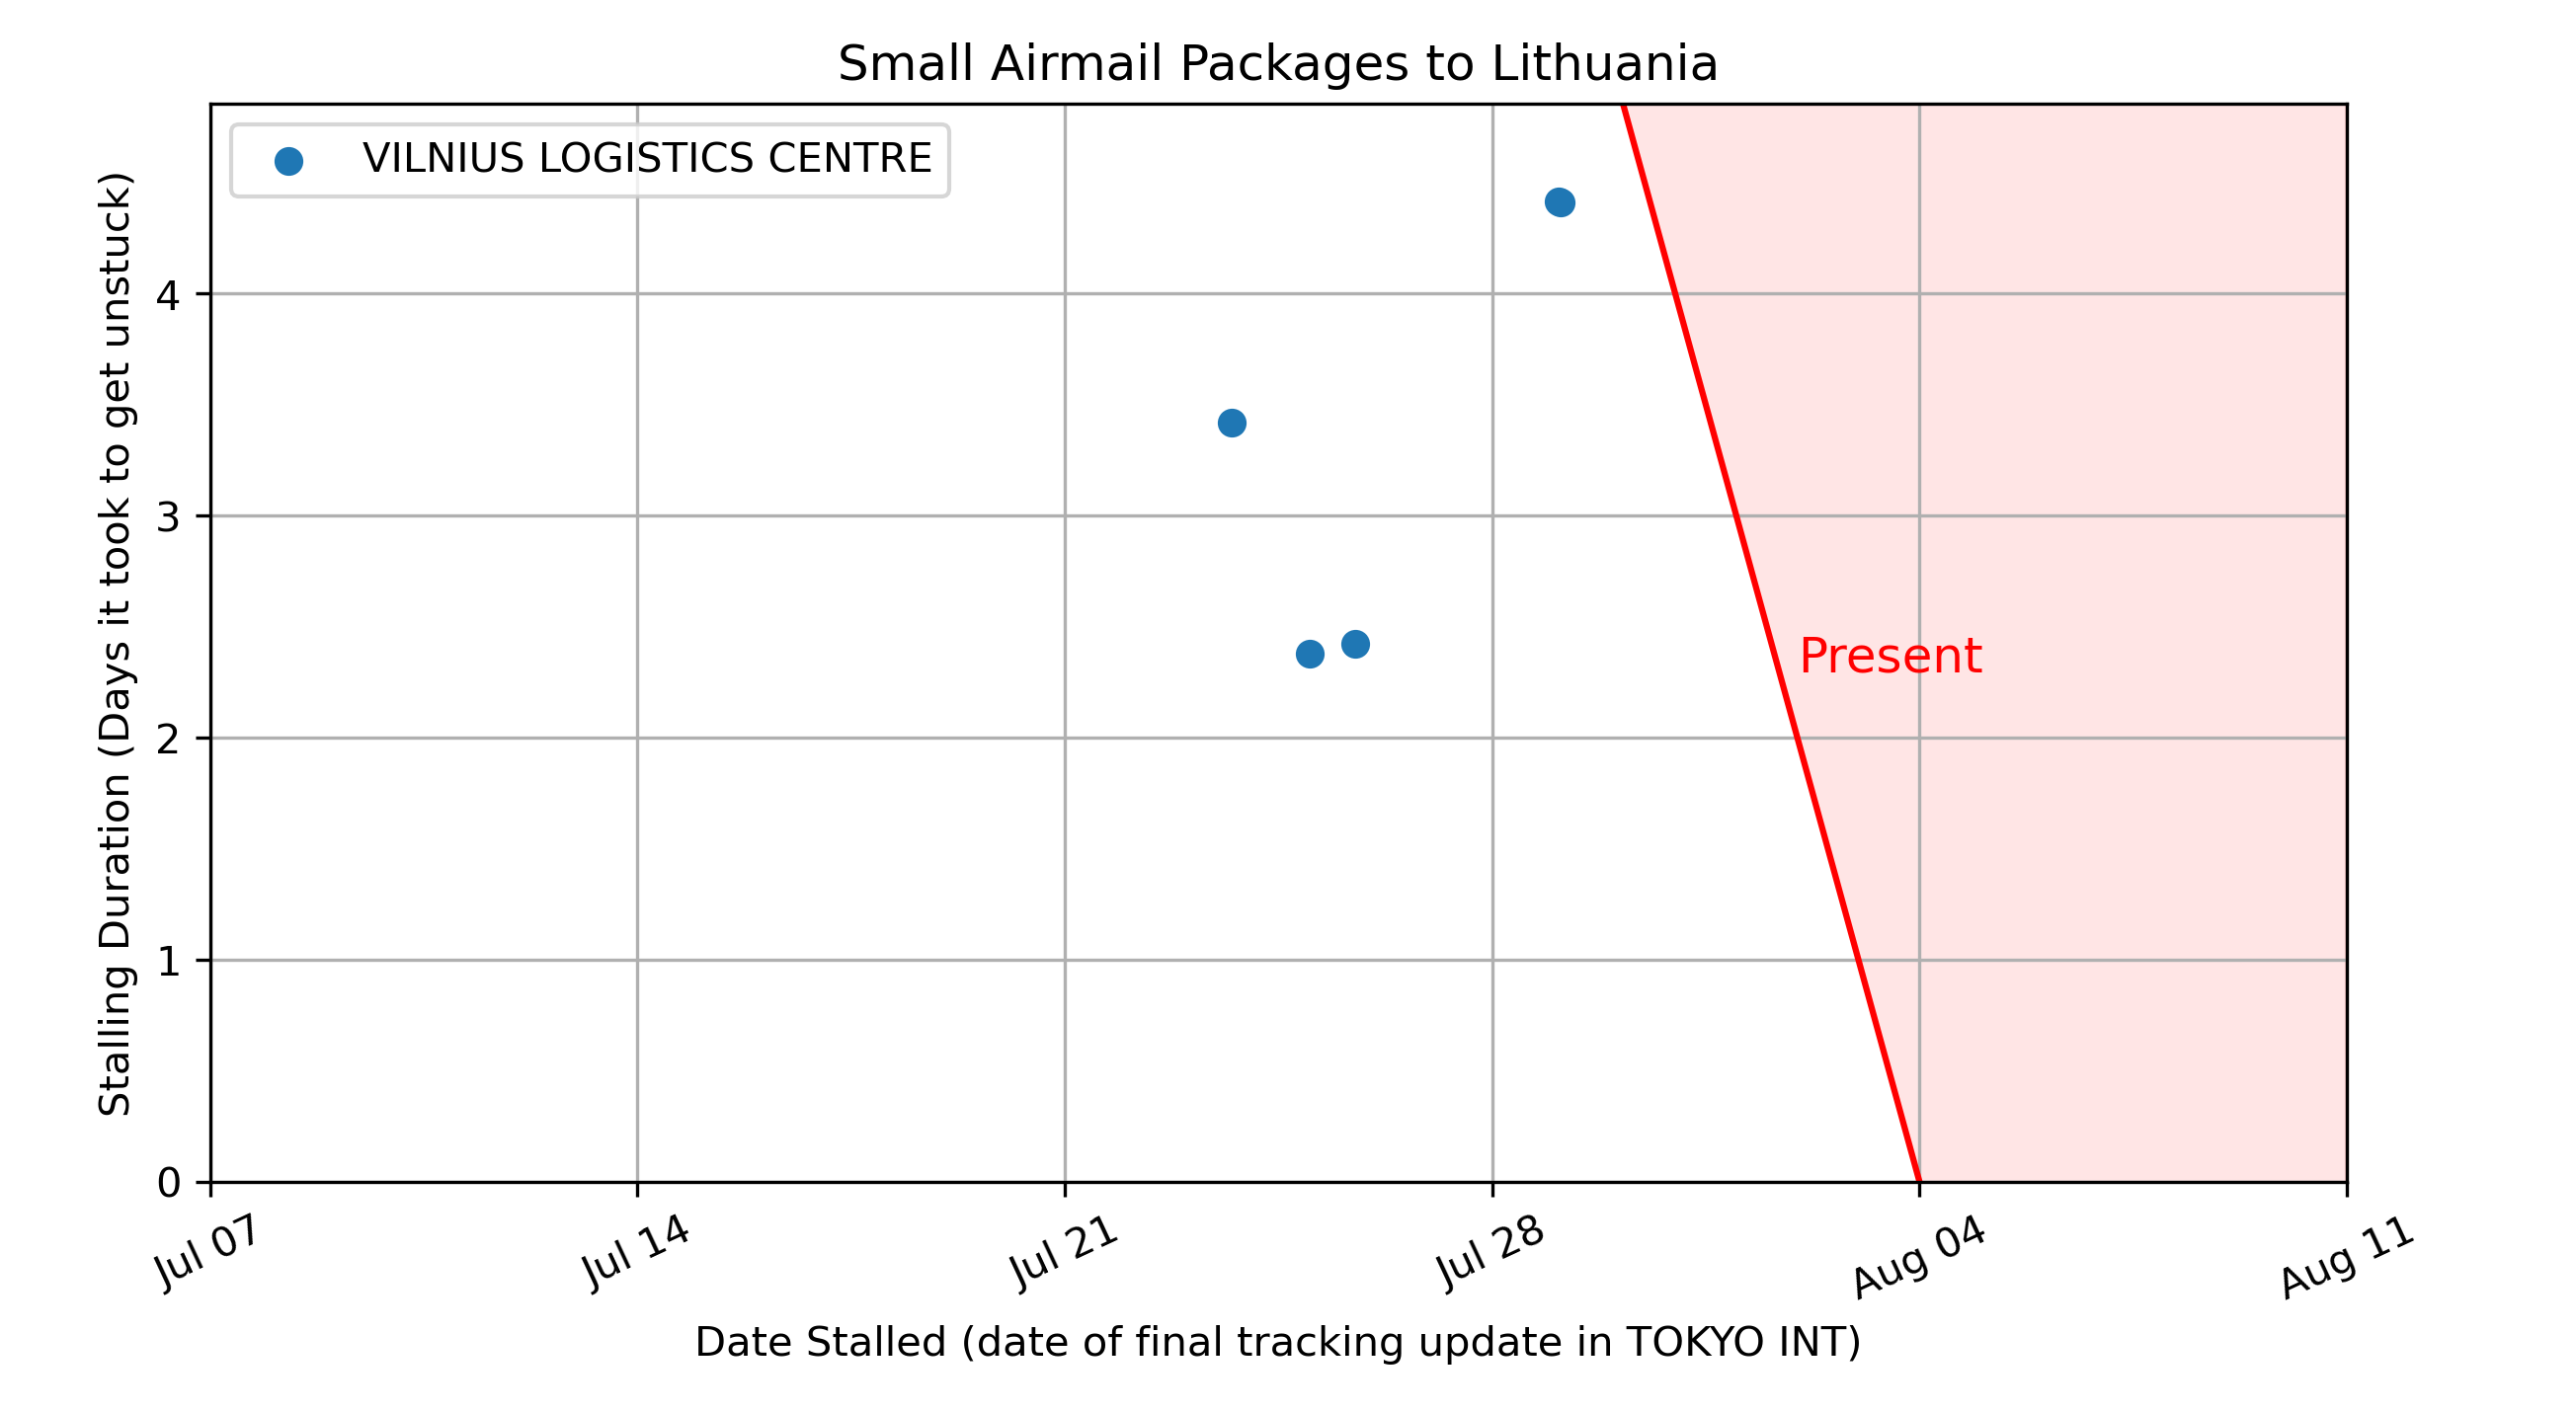 Small Airmail Packages to Lithuania
VILNIUS LOGISTICS CENTRE
Stalling Duration (Days it took to get unstuck)
4
3
2
1
0
Present
Jul 07
Jul 14
Jul 21
Jul 28
Aug 04
Aug 11
Date Stalled (date of final tracking update in TOKYO INT)